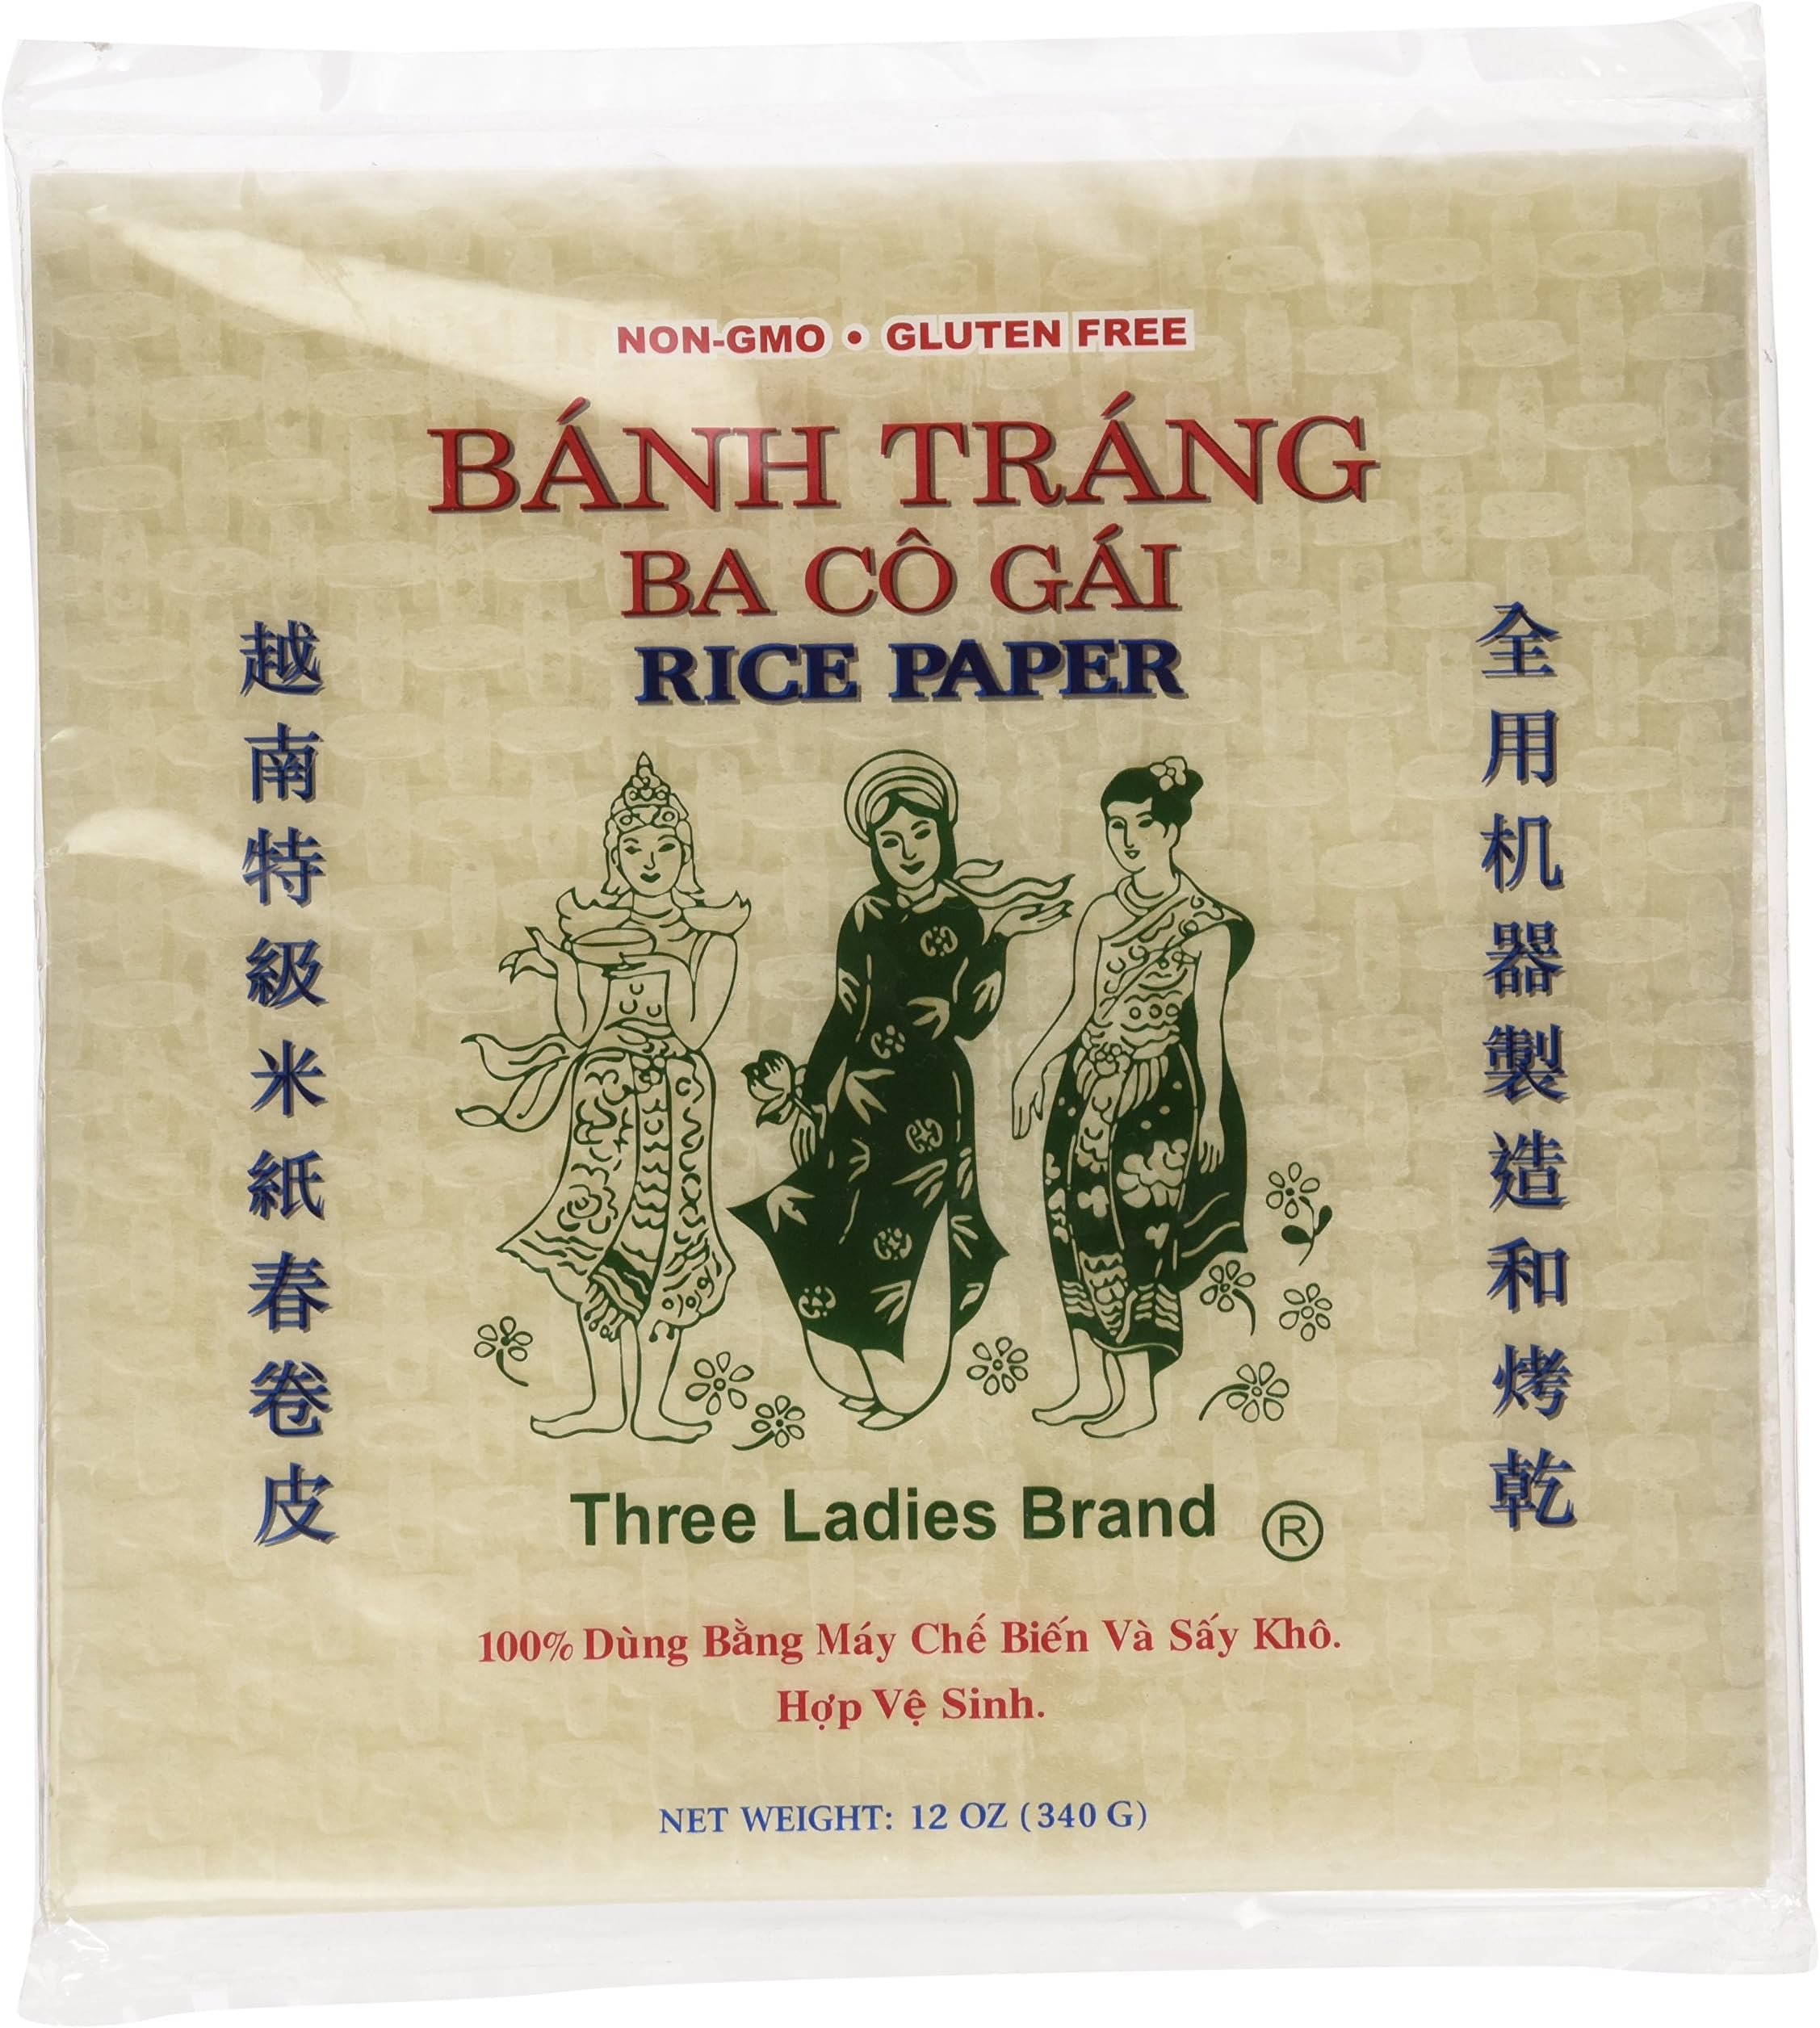 NON-GMO • GLUTEN FREE
BÁNH TRÁNG
BA CÔ GÁI
RICE PAPER
越南特級米紙春卷皮
全用机器製造和烤乾
Three Ladies Brand ®
100% Dùng Bằng Máy Chế Biến Và Sấy Khô.
Hợp Vệ Sinh.
NET WEIGHT: 12 OZ (340 G)